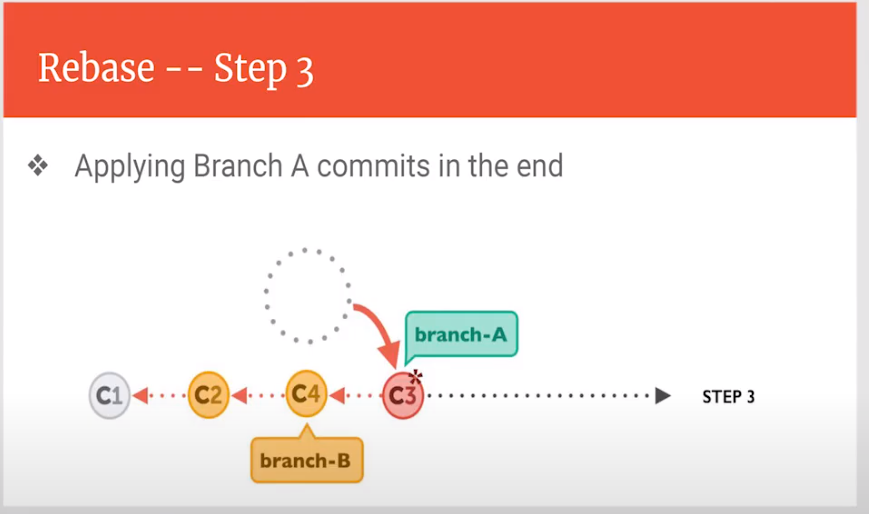 Rebase -- Step 3
❖ Applying Branch A commits in the end
branch-A
C1 C2 C4 C3* STEP 3
branch-B